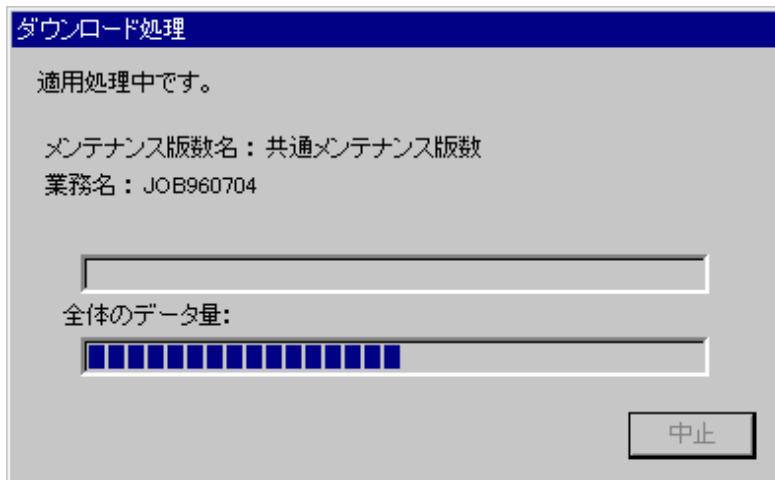 ダウンロード処理
適用処理中です。
メンテナンス版数名：共通メンテナンス版数
業務名：JOB960704
全体のデータ量:
中止